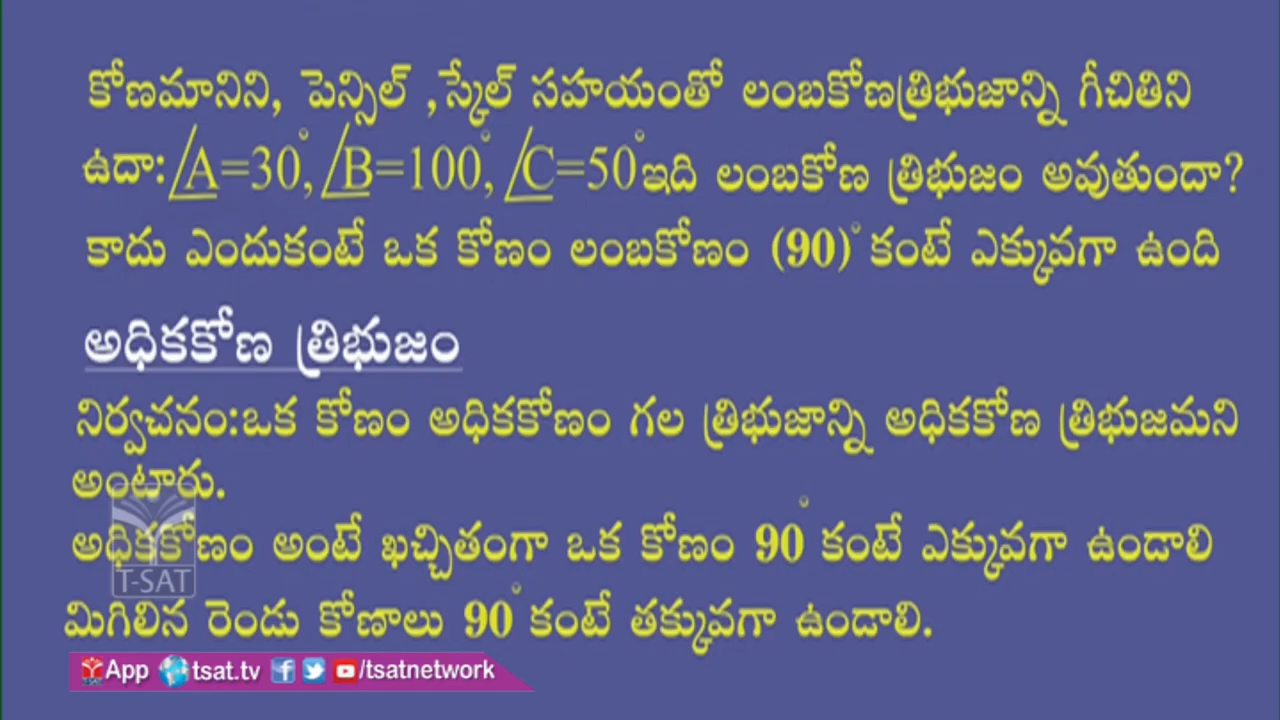 కోణమానిని, పెన్సిల్ ,స్కేల్ సహయంతో లంబకోణత్రిభుజాన్ని గీచితిని
ఉదా: ∠A=30°, ∠B=100°, ∠C=50° ఇది లంబకోణ త్రిభుజం అవుతుందా?
కాదు ఎందుకంటే ఒక కోణం లంబకోణం (90)° కంటే ఎక్కువగా ఉంది
అధికకోణ త్రిభుజం
నిర్వచనం:ఒక కోణం అధికకోణం గల త్రిభుజాన్ని అధికకోణ త్రిభుజమని
అంటారు.
అధికకోణం అంటే ఖచ్చితంగా ఒక కోణం 90° కంటే ఎక్కువగా ఉండాలి
T-SAT
మిగిలిన రెండు కోణాలు 90° కంటే తక్కువగా ఉండాలి.
App tsat.tv /tsatnetwork